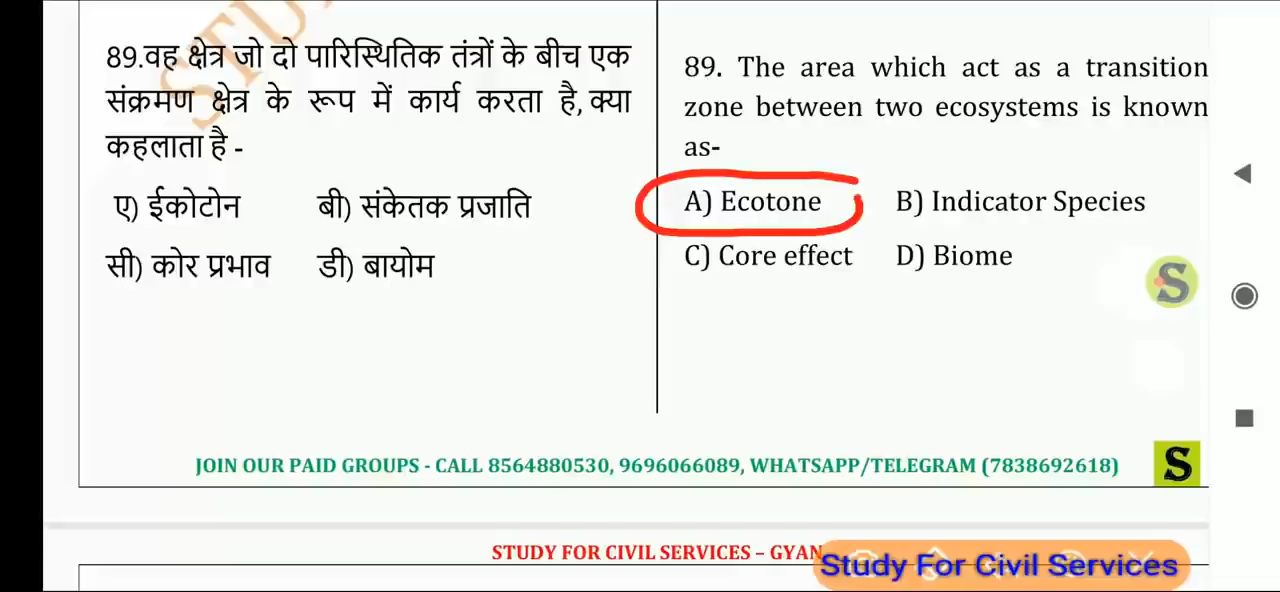 89.वह क्षेत्र जो दो पारिस्थितिक तंत्रों के बीच एक
संक्रमण क्षेत्र के रूप में कार्य करता है,क्या
कहलाता है -
ए) ईकोटोन बी) संकेतक प्रजाति
सी) कोर प्रभाव डी) बायोम
89. The area which act as a transition
zone between two ecosystems is known
as-
A) Ecotone B) Indicator Species
C) Core effect D) Biome
S
JOIN OUR PAID GROUPS - CALL 8564880530, 9696066089, WHATSAPP/TELEGRAM (7838692618)
S
STUDY FOR CIVIL SERVICES – GYAN
Study For Civil Services